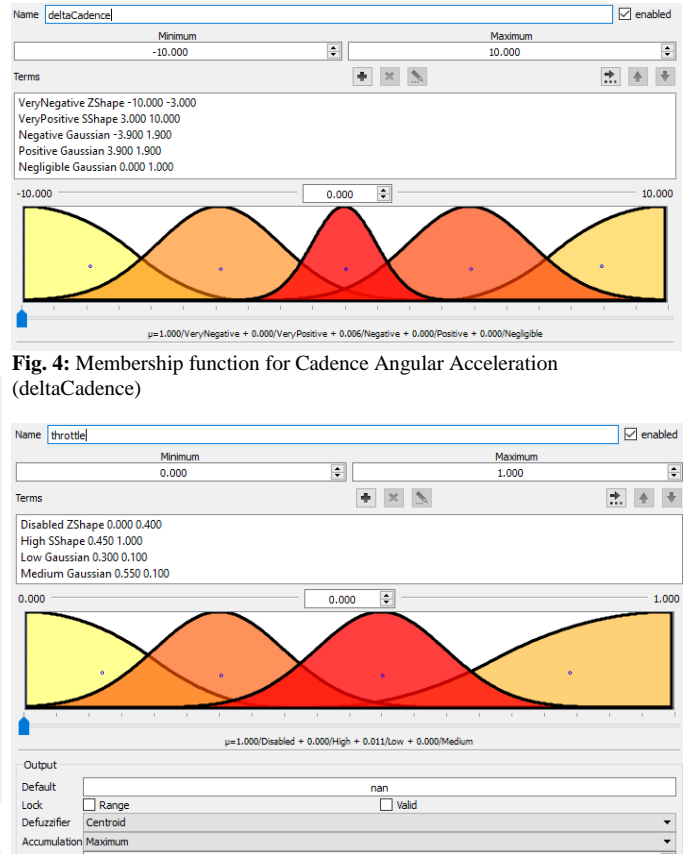 Name deltaCadence enabled
Minimum Maximum
-10.000 10.000
Terms
VeryNegative ZShape -10.000 -3.000
VeryPositive SShape 3.000 10.000
Negative Gaussian -3.900 1.900
Positive Gaussian 3.900 1.900
Negligible Gaussian 0.000 1.000
-10.000 0.000 10.000
μ=1.000/VeryNegative + 0.000/VeryPositive + 0.006/Negative + 0.000/Positive + 0.000/Negligible
Fig. 4: Membership function for Cadence Angular Acceleration
(deltaCadence)
Name throttle enabled
Minimum Maximum
0.000 1.000
Terms
Disabled ZShape 0.000 0.400
High SShape 0.450 1.000
Low Gaussian 0.300 0.100
Medium Gaussian 0.550 0.100
0.000 0.000 1.000
μ=1.000/Disabled + 0.000/High + 0.011/Low + 0.000/Medium
Output
Default nan
Lock Range Valid
Defuzzifier Centroid
Accumulation Maximum